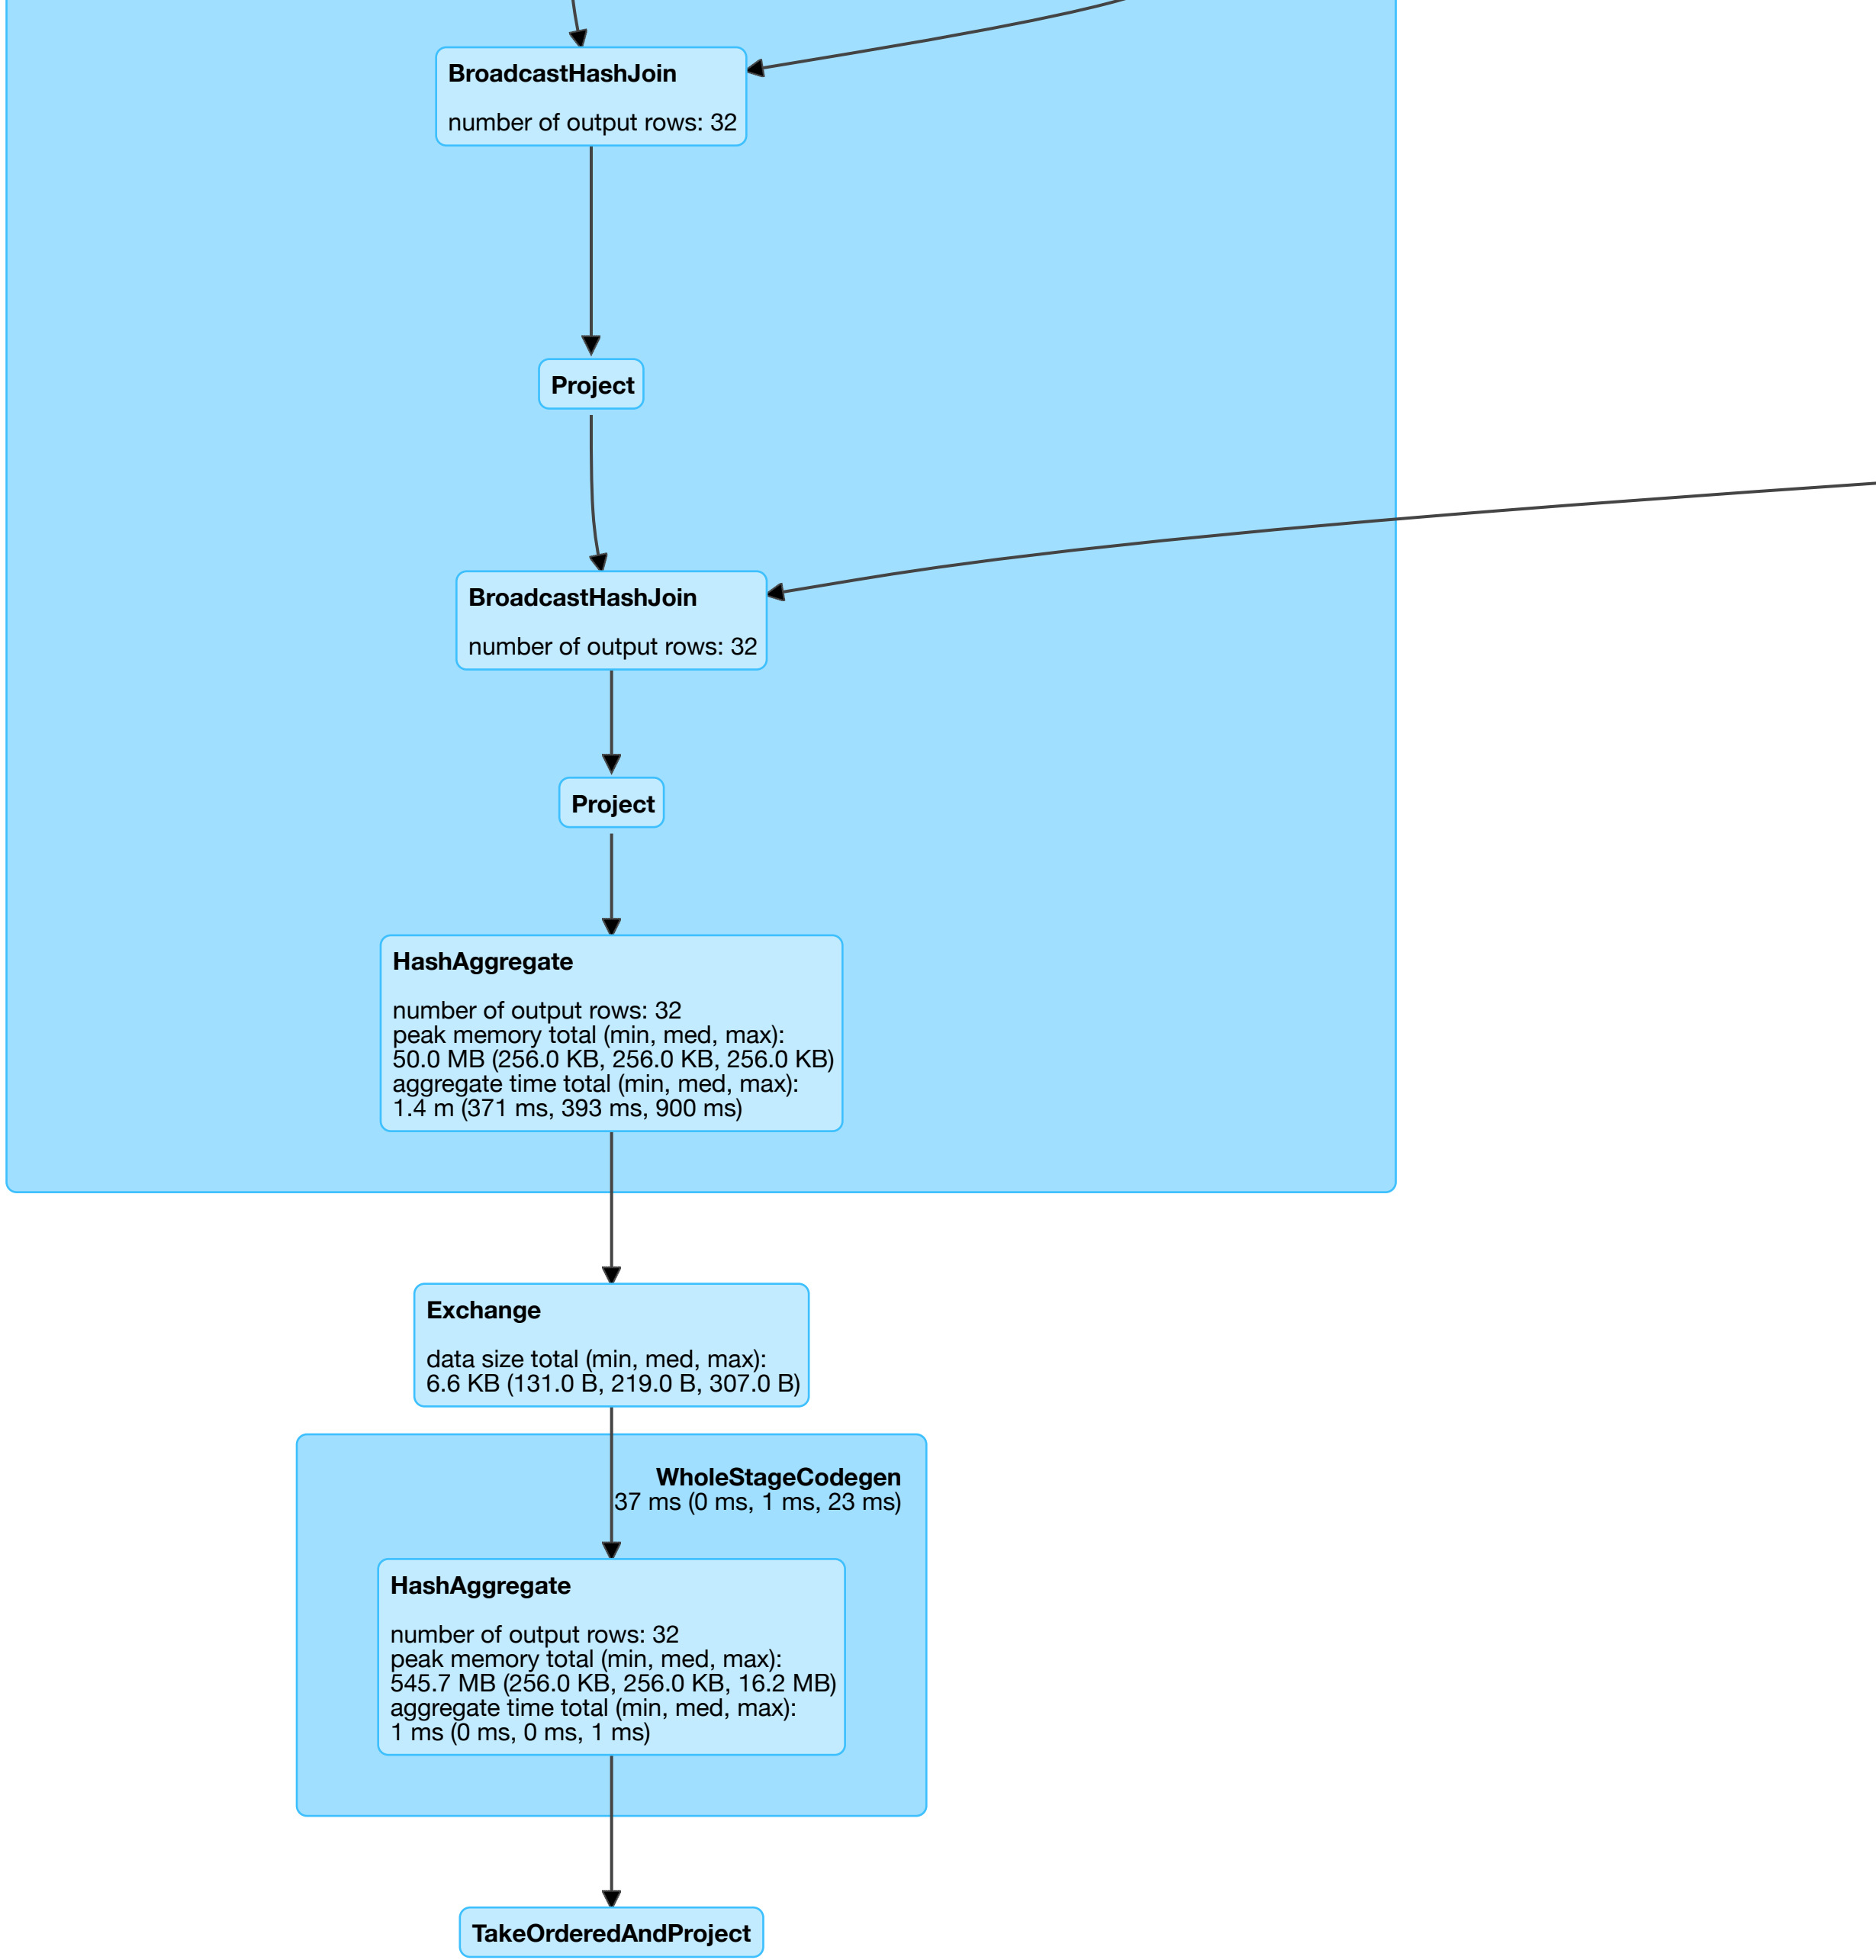 BroadcastHashJoin
number of output rows: 32
Project
BroadcastHashJoin
number of output rows: 32
Project
HashAggregate
number of output rows: 32
peak memory total (min, med, max):
50.0 MB (256.0 KB, 256.0 KB, 256.0 KB)
aggregate time total (min, med, max):
1.4 m (371 ms, 393 ms, 900 ms)
Exchange
data size total (min, med, max):
6.6 KB (131.0 B, 219.0 B, 307.0 B)
WholeStageCodegen
37 ms (0 ms, 1 ms, 23 ms)
HashAggregate
number of output rows: 32
peak memory total (min, med, max):
545.7 MB (256.0 KB, 256.0 KB, 16.2 MB)
aggregate time total (min, med, max):
1 ms (0 ms, 0 ms, 1 ms)
TakeOrderedAndProject